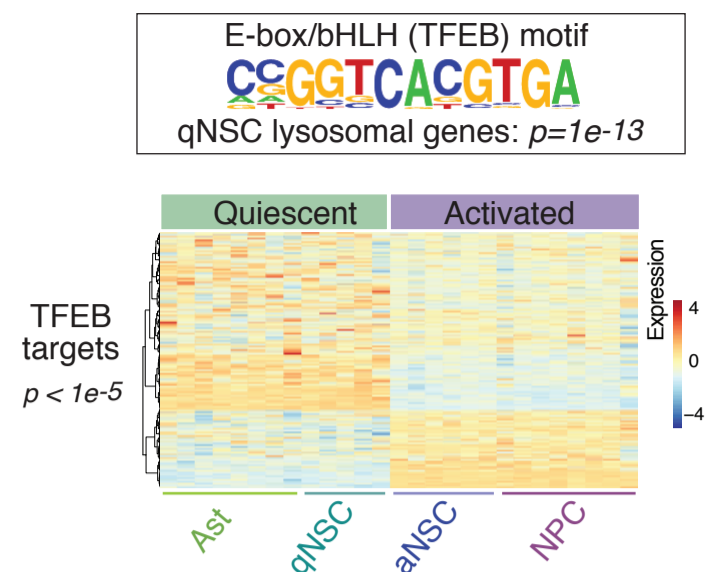 E-box/bHLH (TFEB) motif
CCGGTCACGTGA
qNSC lysosomal genes: p=1e-13
Quiescent
Activated
TFEB
targets
p < 1e-5
Expression
4
0
−4
Ast
qNSC
aNSC
NPC